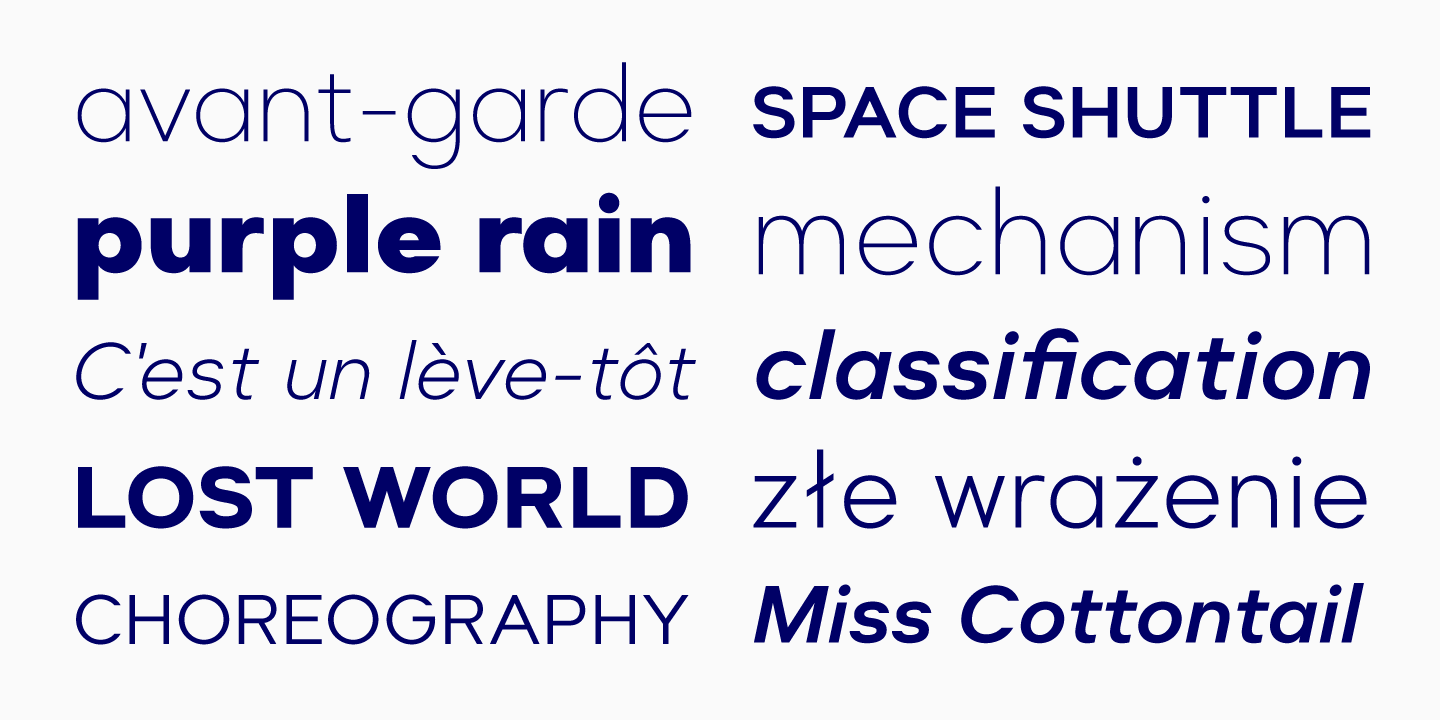 avant-garde
purple rain
C'est un lève-tôt
LOST WORLD
CHOREOGRAPHY
SPACE SHUTTLE
mechanism
classification
złe wrażenie
Miss Cottontail